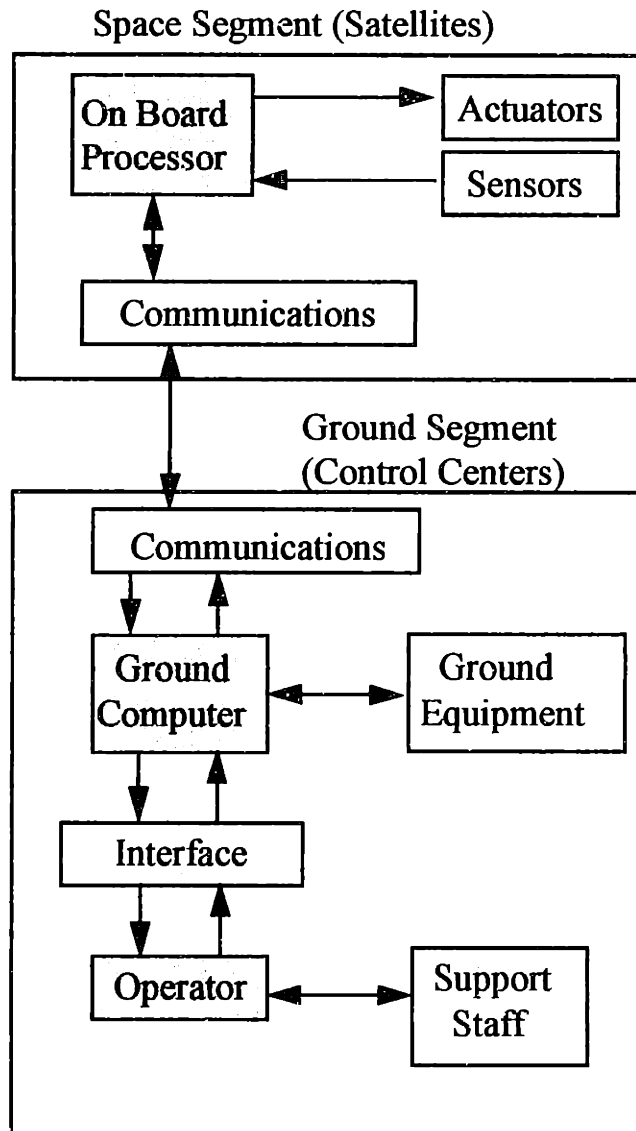 Space Segment (Satellites)
On Board
Processor
Actuators
Sensors
Communications
Ground Segment
(Control Centers)
Communications
Ground
Computer
Ground
Equipment
Interface
Operator
Support
Staff